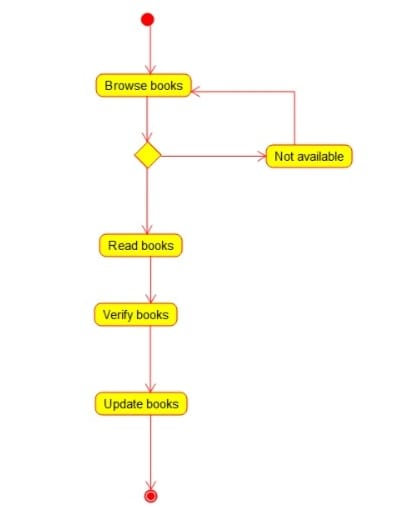 Browse books
Not available
Read books
Verify books
Update books